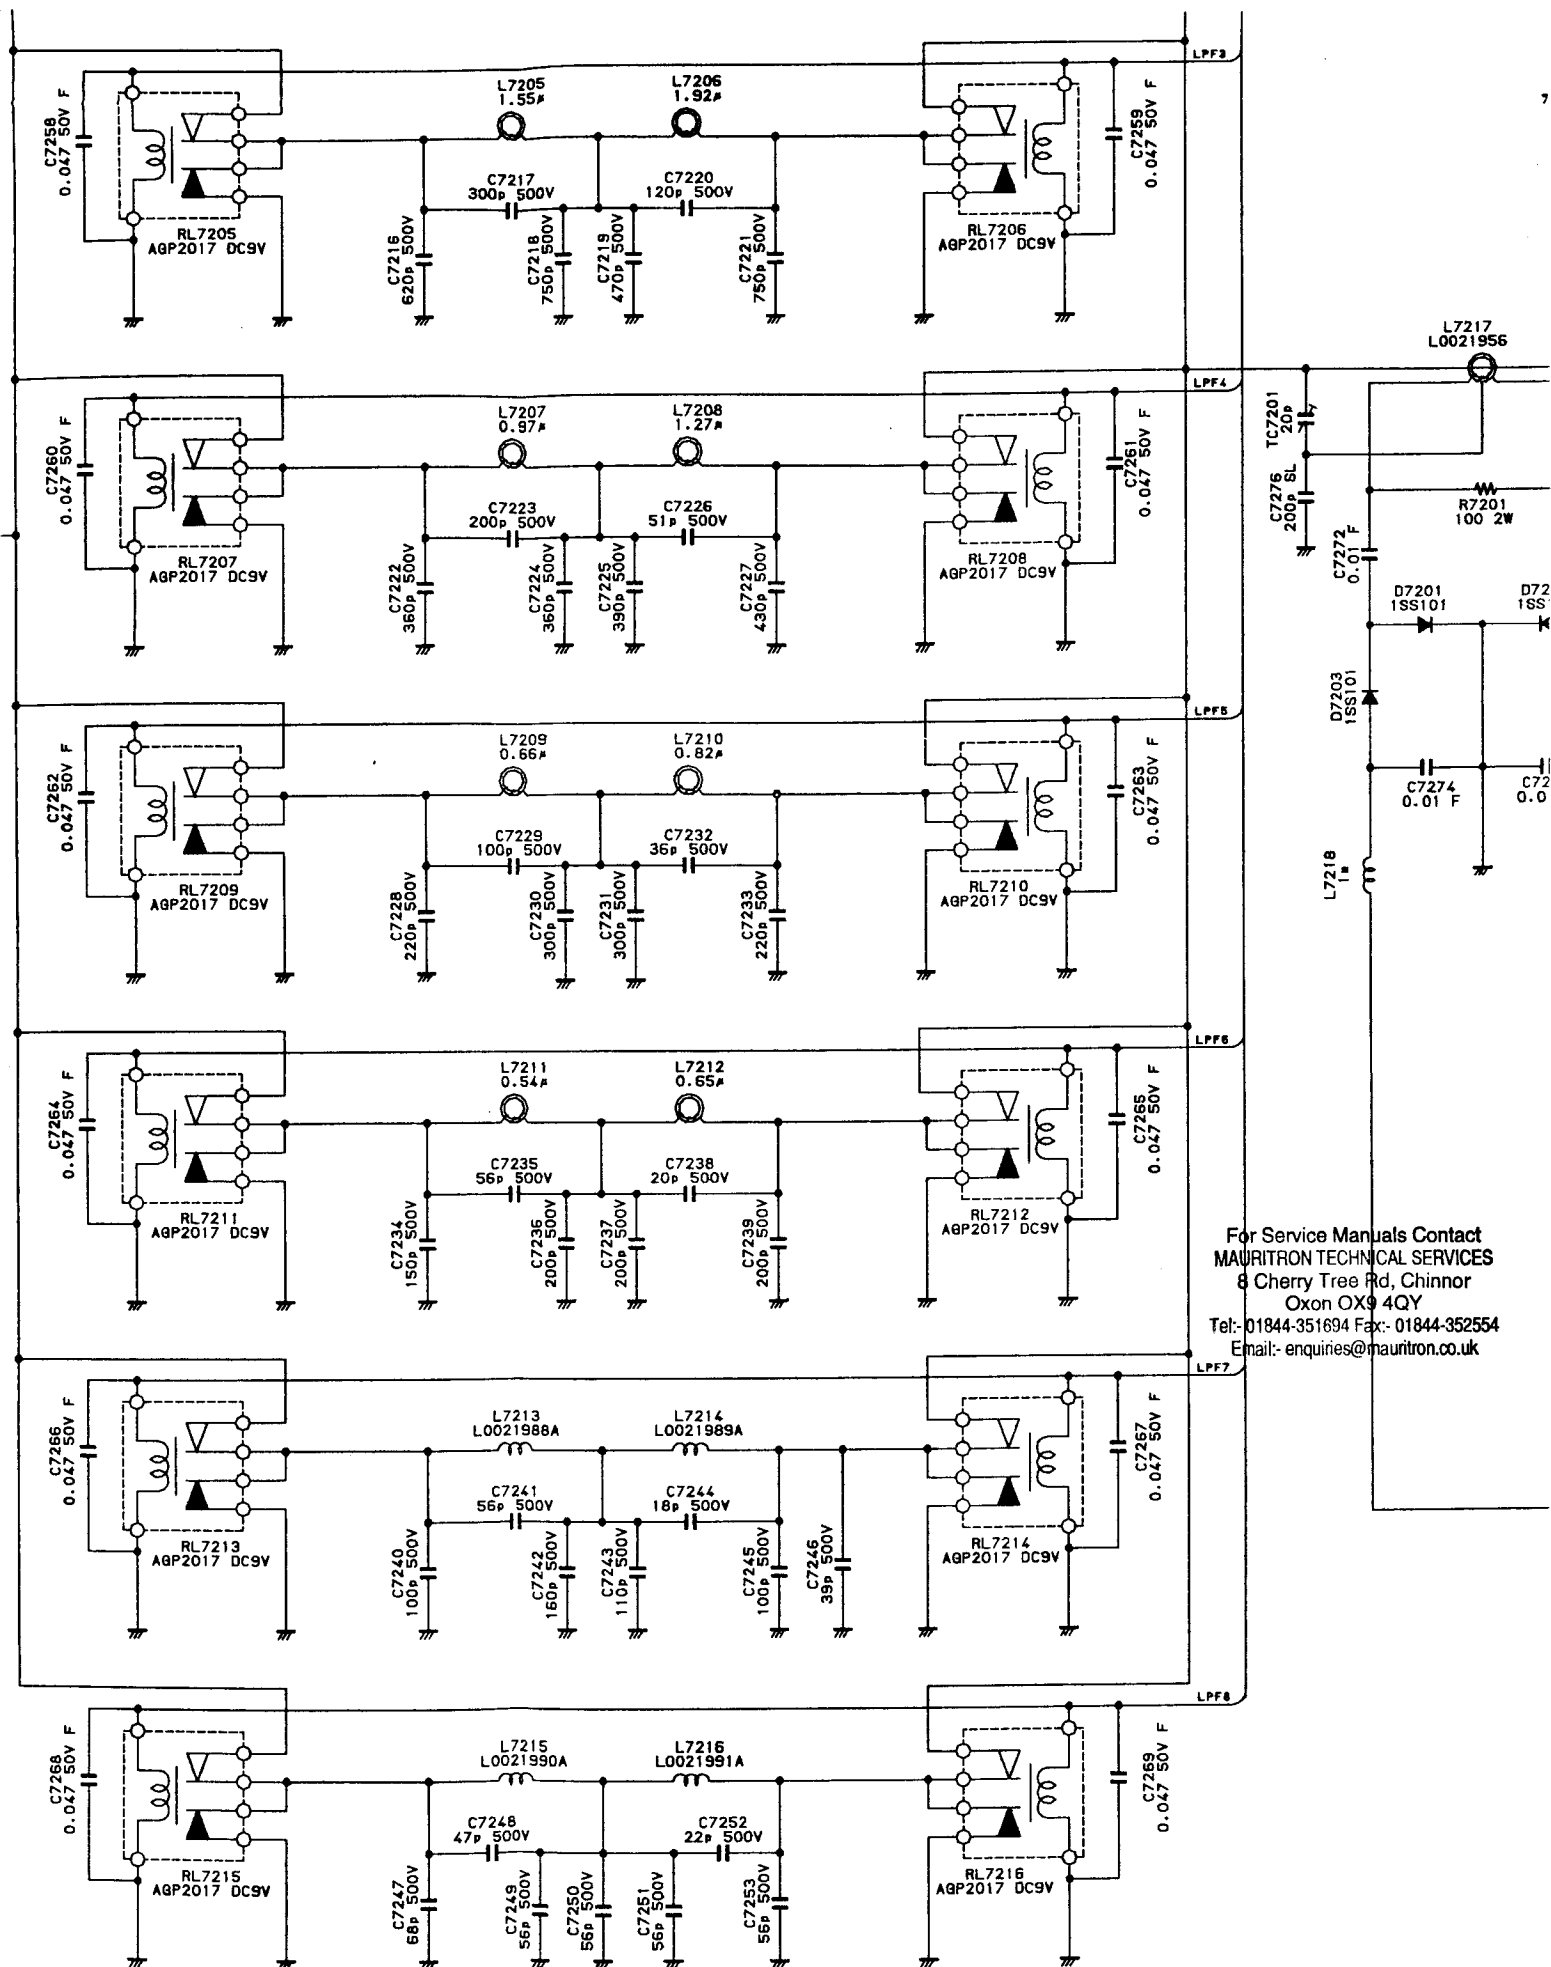 LPF3
L7205
1.55μ
L7206
1.92μ
C7258
0.047 50V F
C7259
0.047 50V F
C7217
300p 500V
C7220
120p 500V
RL7205
AGP2017 DC9V
C7216
620p 500V
C7218
750p 500V
C7219
470p 500V
C7221
750p 500V
RL7206
AGP2017 DC9V
L7217
L0021956
LPF4
L7207
0.97μ
L7208
1.27μ
TC7201
20p
C7260
0.047 50V F
C7261
0.047 50V F
C7276
200p SL
C7223
200p 500V
C7226
51p 500V
R7201
100 2W
C7272
0.01 F
RL7207
AGP2017 DC9V
C7222
360p 500V
C7224
360p 500V
C7225
390p 500V
C7227
430p 500V
RL7208
AGP2017 DC9V
D7201
1SS101
D72
1SS1
D7203
1SS101
LPF5
L7209
0.66μ
L7210
0.82μ
C7262
0.047 50V F
C7263
0.047 50V F
C7274
0.01 F
C72
0.0
C7229
100p 500V
C7232
36p 500V
L7218
1m
RL7209
AGP2017 DC9V
C7228
220p 500V
C7230
300p 500V
C7231
300p 500V
C7233
220p 500V
RL7210
AGP2017 DC9V
LPF6
L7211
0.54μ
L7212
0.65μ
C7264
0.047 50V F
C7265
0.047 50V F
C7235
56p 500V
C7238
20p 500V
RL7211
AGP2017 DC9V
C7234
150p 500V
C7236
200p 500V
C7237
200p 500V
C7239
200p 500V
RL7212
AGP2017 DC9V
For Service Manuals Contact
MAURITRON TECHNICAL SERVICES
8 Cherry Tree Rd, Chinnor
Oxon OX9 4QY
Tel:- 01844-351694 Fax:- 01844-352554
Email:- enquiries@mauritron.co.uk
LPF7
L7213
L0021988A
L7214
L0021989A
C7266
0.047 50V F
C7267
0.047 50V F
C7241
56p 500V
C7244
18p 500V
RL7213
AGP2017 DC9V
C7240
100p 500V
C7242
160p 500V
C7243
110p 500V
C7245
100p 500V
C7246
39p 500V
RL7214
AGP2017 DC9V
LPF8
L7215
L0021990A
L7216
L0021991A
C7268
0.047 50V F
C7269
0.047 50V F
C7248
47p 500V
C7252
22p 500V
RL7215
AGP2017 DC9V
C7247
68p 500V
C7249
56p 500V
C7250
56p 500V
C7251
56p 500V
C7253
56p 500V
RL7216
AGP2017 DC9V